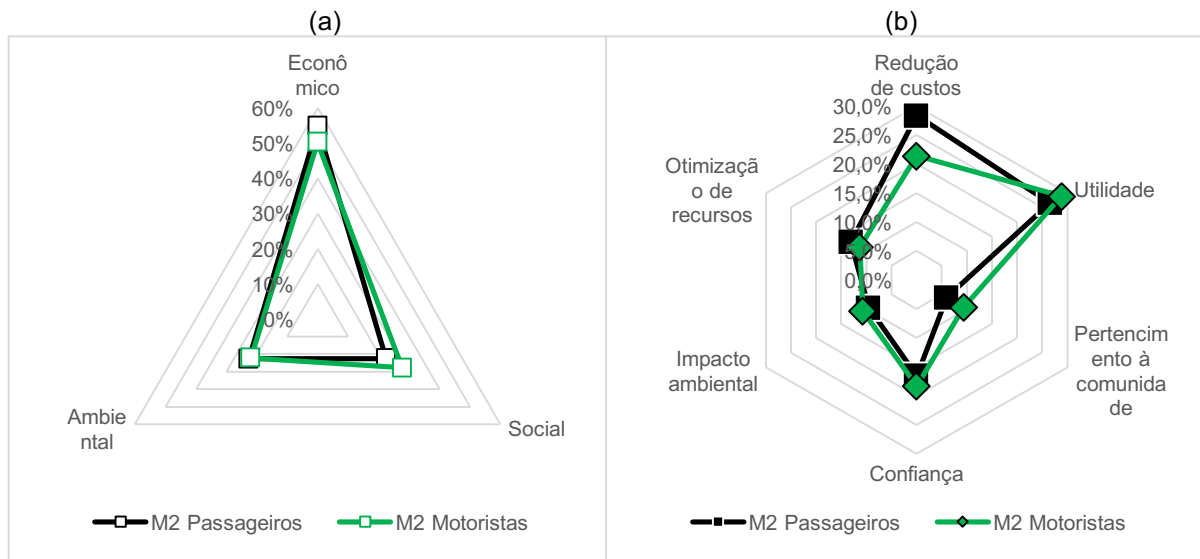 (a)
Econô
mico
60%
50%
40%
30%
20%
10%
0%
Ambie
ntal
Social
M2 Passageiros
M2 Motoristas
(b)
Redução
de custos
30,0%
25,0%
20,0%
15,0%
10,0%
5,0%
0,0%
Otimizaçã
o de
recursos
Utilidade
Impacto
ambiental
Pertencim
ento à
comunida
de
Confiança
M2 Passageiros
M2 Motoristas